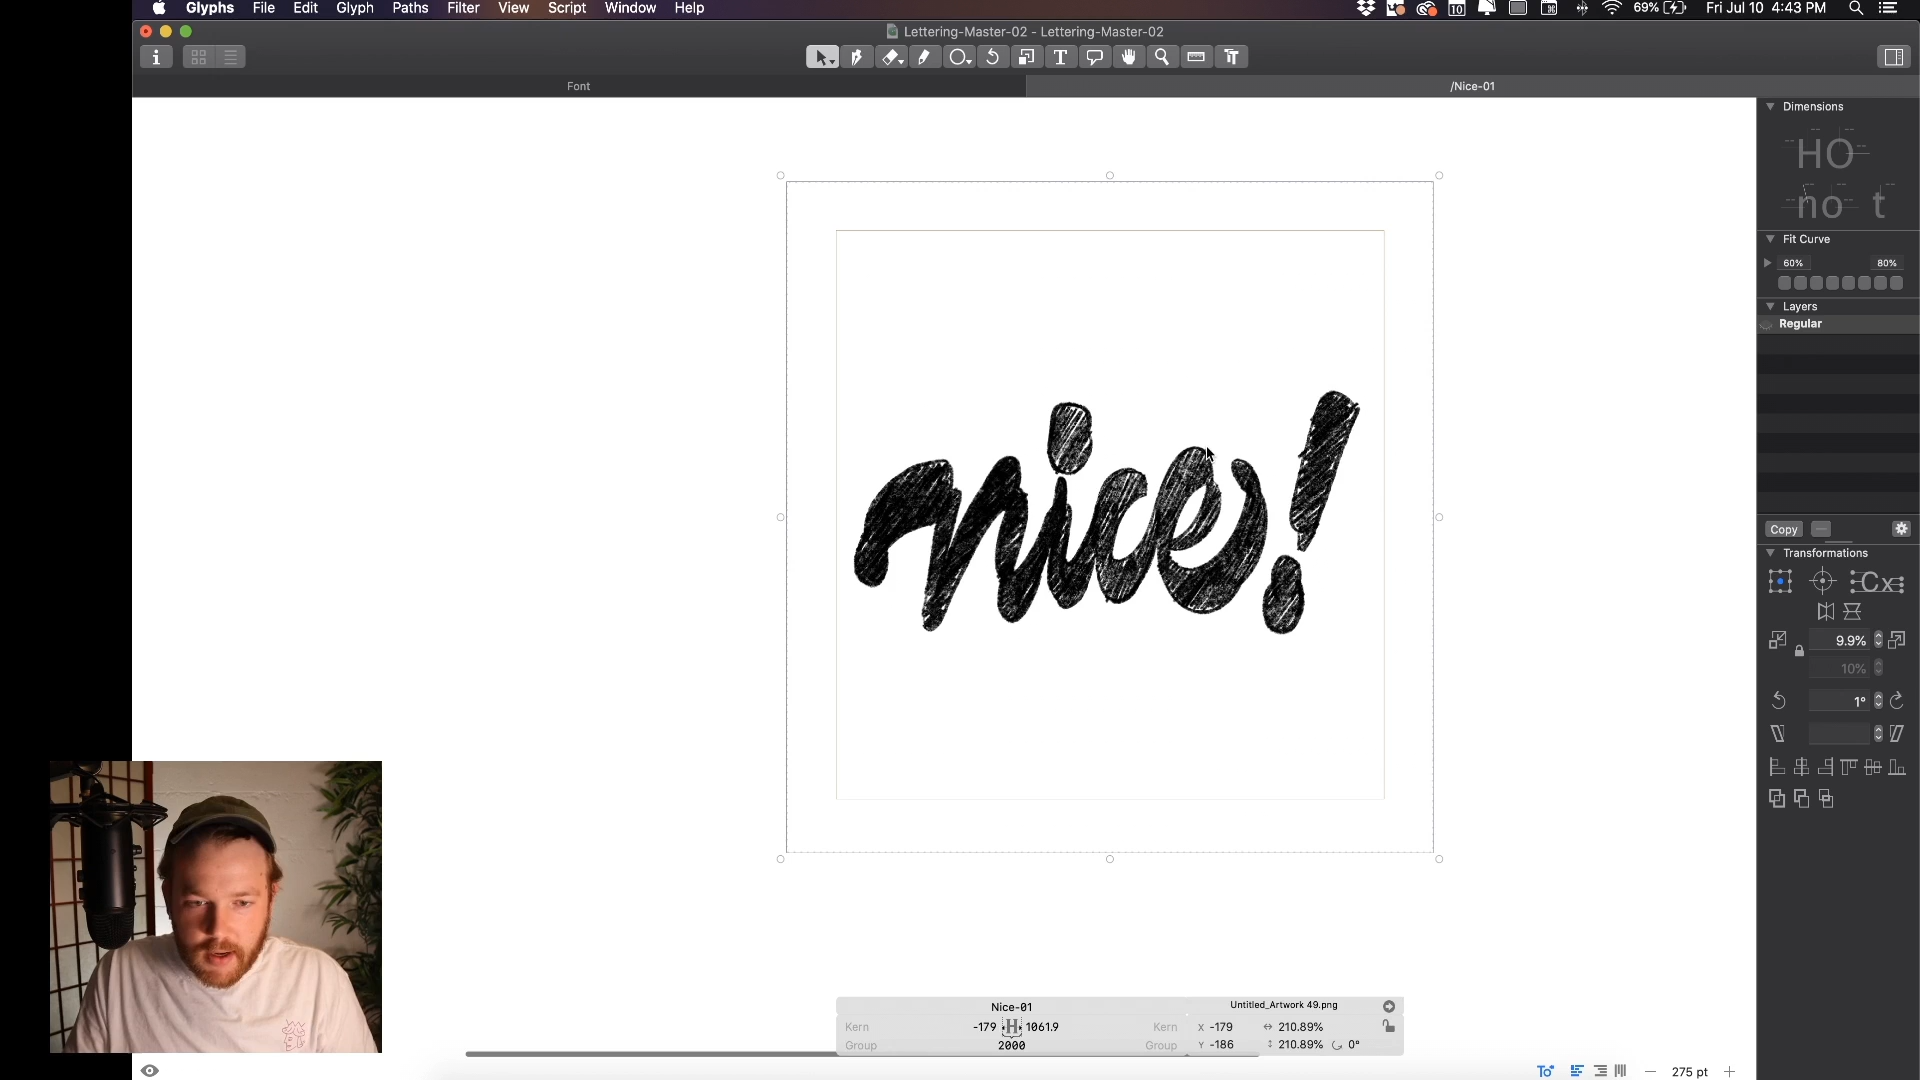 Glyphs File Edit Glyph Paths Filter View Script Window Help 10 69% Fri Jul 10 4:43 PM
Lettering-Master-02 - Lettering-Master-02
T
Font /Nice-01
Dimensions
HO
no t
Fit Curve
60% 80%
Layers
Regular
nice!
Copy
Transformations
Cx
9.9%
10%
1°
Nice-01 Untitled_Artwork 49.png
Kern -179 H 1061.9 Kern X -179 210.89%
Group 2000 Group Y -186 210.89% 0°
275 pt